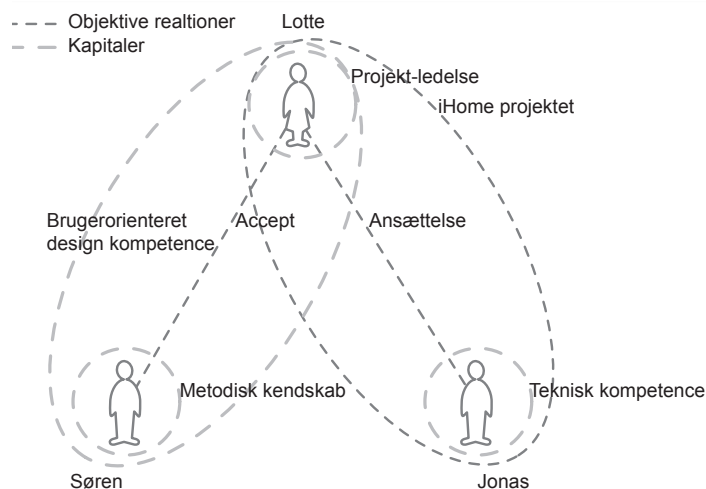 Objektive realtioner
Kapitaler
Lotte
Projekt-ledelse
iHome projektet
Brugerorienteret
design kompetence
Accept
Ansættelse
Metodisk kendskab
Teknisk kompetence
Søren
Jonas